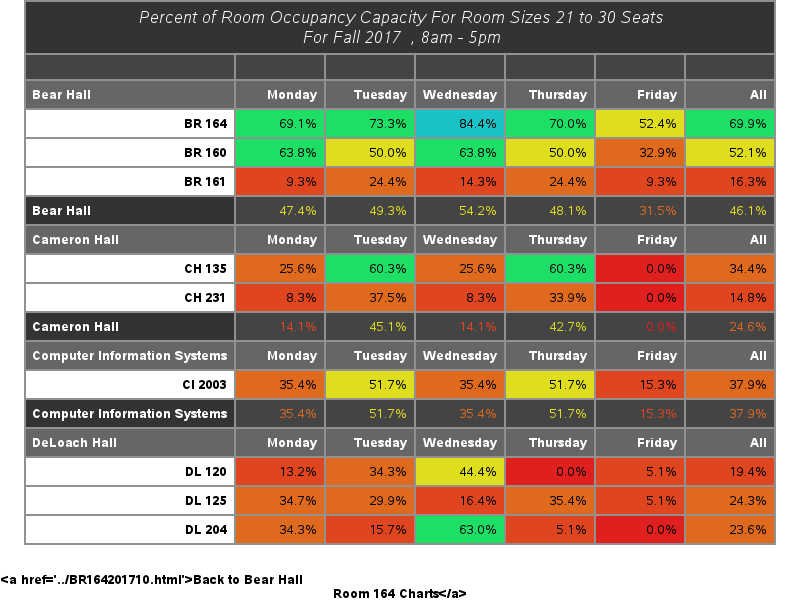 Percent of Room Occupancy Capacity For Room Sizes 21 to 30 Seats
For Fall 2017 , 8am - 5pm
Bear Hall Monday Tuesday Wednesday Thursday Friday All
BR 164 69.1% 73.3% 84.4% 70.0% 52.4% 69.9%
BR 160 63.8% 50.0% 63.8% 50.0% 32.9% 52.1%
BR 161 9.3% 24.4% 14.3% 24.4% 9.3% 16.3%
Bear Hall 47.4% 49.3% 54.2% 48.1% 31.5% 46.1%
Cameron Hall Monday Tuesday Wednesday Thursday Friday All
CH 135 25.6% 60.3% 25.6% 60.3% 0.0% 34.4%
CH 231 8.3% 37.5% 8.3% 33.9% 0.0% 14.8%
Cameron Hall 14.1% 45.1% 14.1% 42.7% 0.0% 24.6%
Computer Information Systems Monday Tuesday Wednesday Thursday Friday All
CI 2003 35.4% 51.7% 35.4% 51.7% 15.3% 37.9%
Computer Information Systems 35.4% 51.7% 35.4% 51.7% 15.3% 37.9%
DeLoach Hall Monday Tuesday Wednesday Thursday Friday All
DL 120 13.2% 34.3% 44.4% 0.0% 5.1% 19.4%
DL 125 34.7% 29.9% 16.4% 35.4% 5.1% 24.3%
DL 204 34.3% 15.7% 63.0% 5.1% 0.0% 23.6%
<a href='../BR164201710.html'>Back to Bear Hall
Room 164 Charts</a>